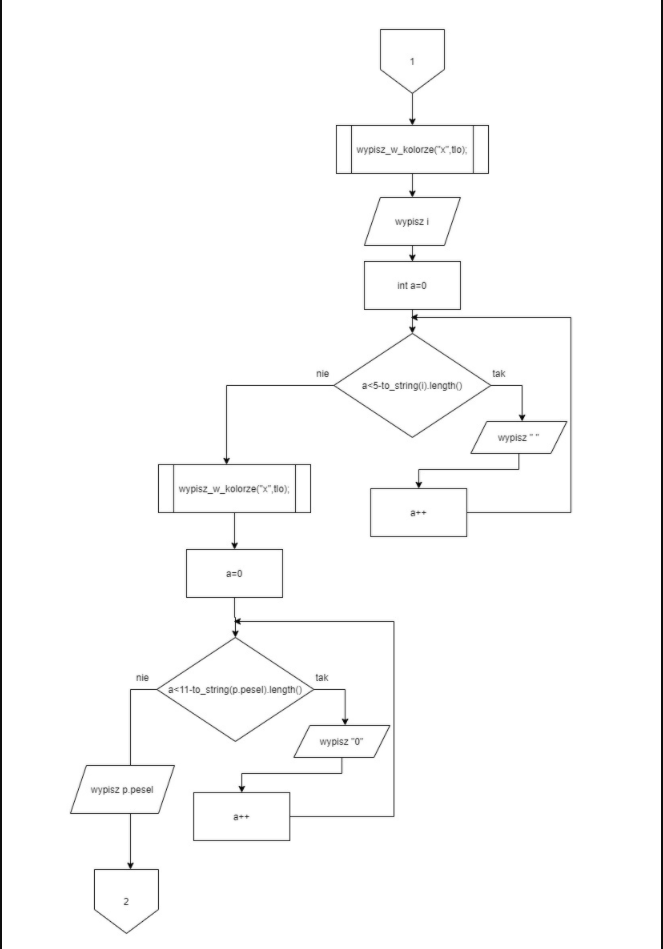 1
wypisz_w_kolorze("x",tlo);
wypisz i
int a=0
nie
a<5-to_string(i).length()
tak
wypisz " "
a++
wypisz_w_kolorze("x",tlo);
a=0
nie
a<11-to_string(p.pesel).length()
tak
wypisz "0"
a++
wypisz p.pesel
2